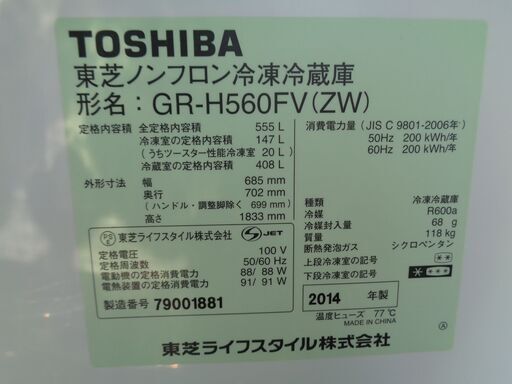 TOSHIBA
東芝ノンフロン冷凍冷蔵庫
形名：GR-H560FV(ZW)
定格内容積 全定格内容積 555 L
冷凍室の定格内容積 147 L
(うちツースター性能冷凍室 20 L)
冷蔵室の定格内容積 408 L
外形寸法 幅 685 mm
奥行 702 mm
(ハンドル・調整脚除く 699 mm)
高さ 1833 mm
消費電力量 (JIS C 9801-2006年)
50Hz 200 kWh/年
60Hz 200 kWh/年
種類 冷凍冷蔵庫
冷媒 R600a
冷媒封入量 68 g
質量 118 kg
断熱発泡ガス シクロペンタン
上段冷凍室の記号
下段冷凍室の記号
PS E 東芝ライフスタイル株式会社 S JET
定格電圧 100 V
定格周波数 50/60 Hz
電動機の定格消費電力 88/ 88 W
電熱装置の定格消費電力 91/ 91 W
製造番号 79001881
2014 年製
温度ヒューズ 77℃
MADE IN CHINA
Ⓐ
東芝ライフスタイル株式会社